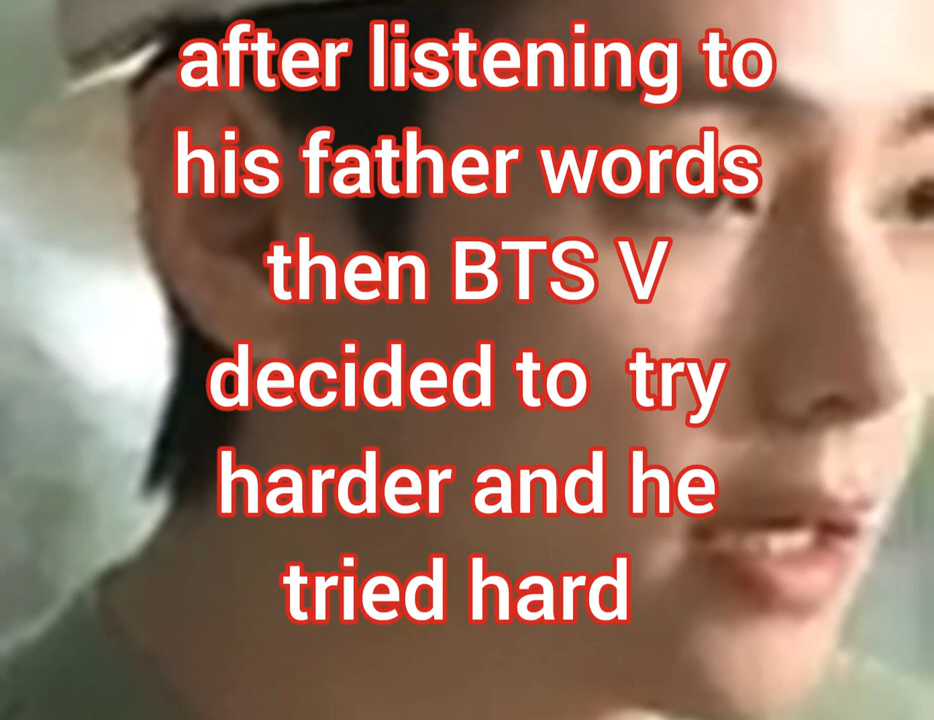 after listening to
his father words
then BTS V
decided to  try
harder and he
tried hard